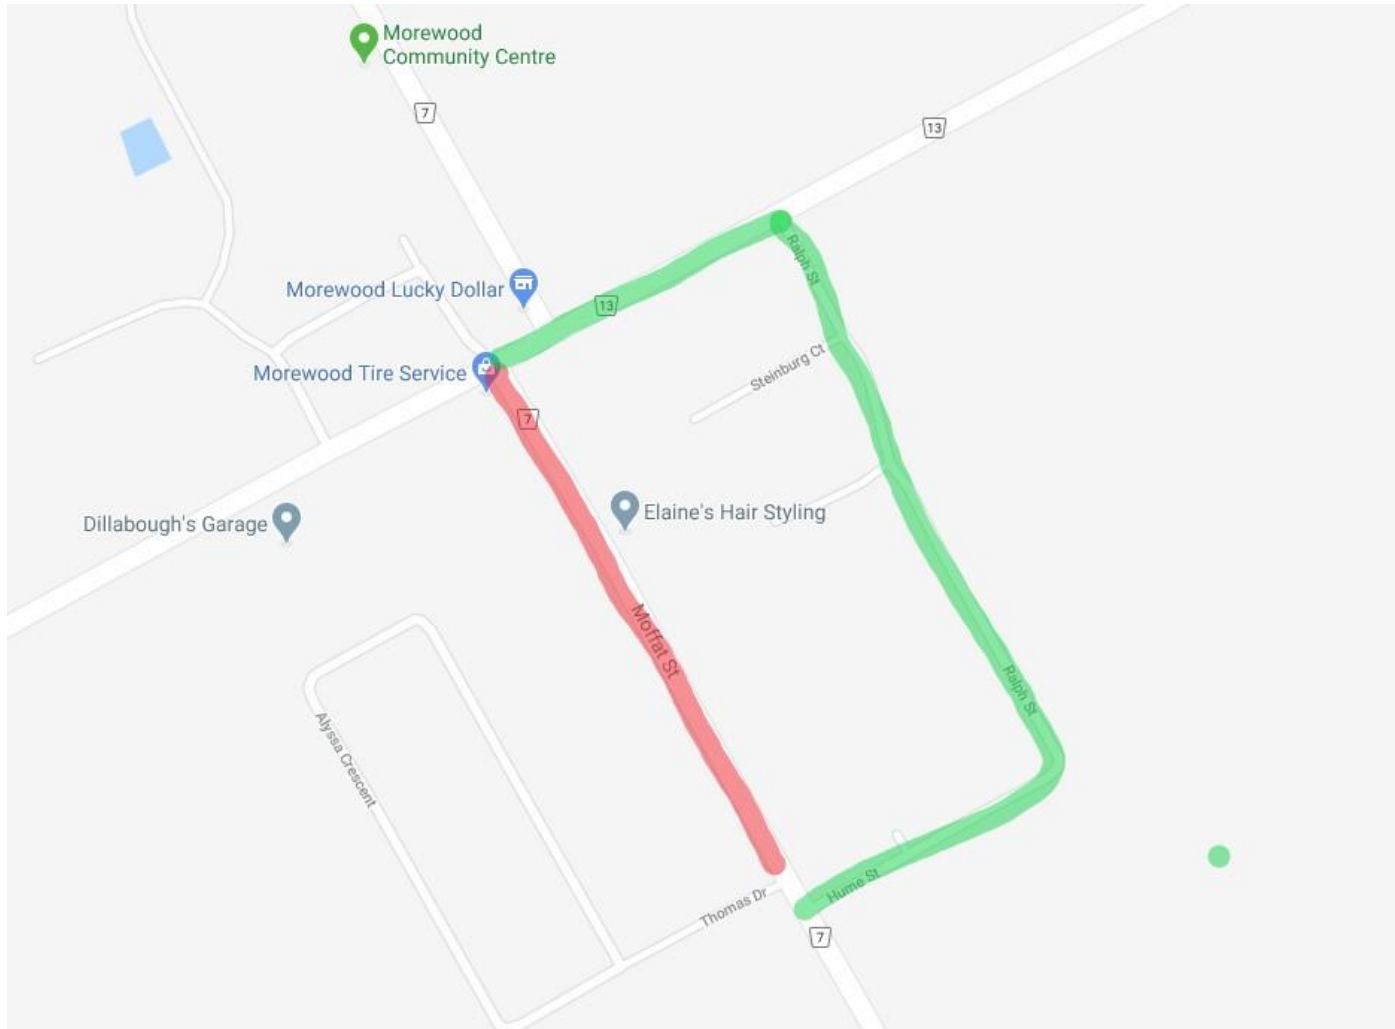 Morewood
Community Centre
7
13
Ralph St
Morewood Lucky Dollar
13
Steinburg Ct
Morewood Tire Service
7
Elaine's Hair Styling
Dillabough's Garage
Moffat St
Ralph St
Alyssa Crescent
Hume St
Thomas Dr
7